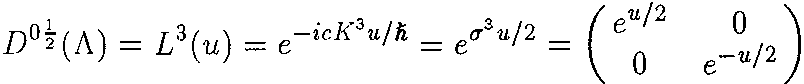 $D^{0\frac{1}{2}}(\Lambda) = L^3(u) = e^{-icK^3u/\hbar} = e^{\sigma^3u/2} = \begin{pmatrix} e^{u/2} & 0 \\ 0 & e^{-u/2} \end{pmatrix}$